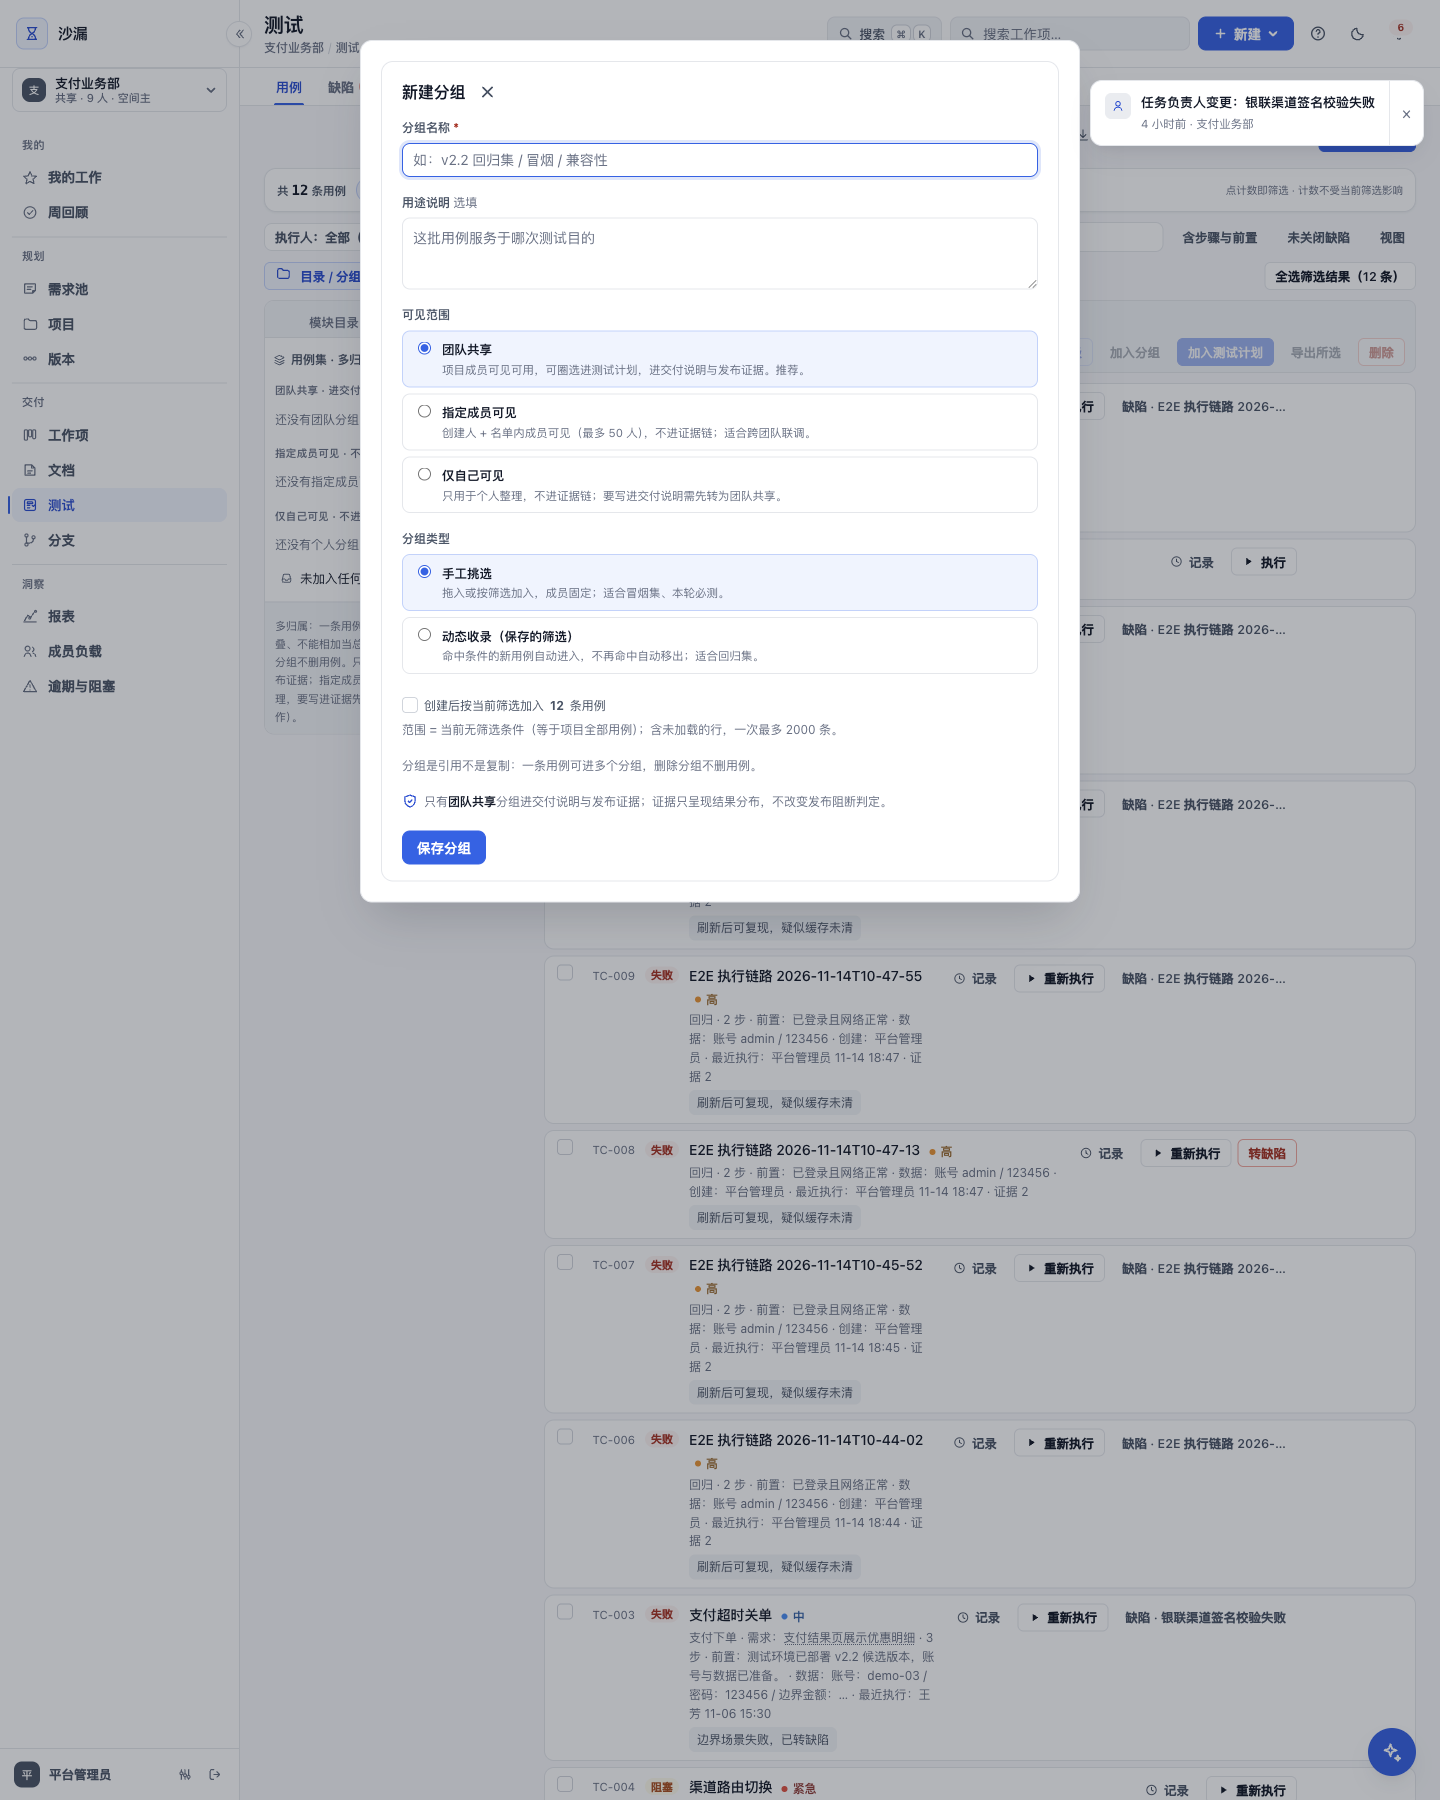 沙漏
支
支付业务部
共享 · 9 人 · 空间主
我的
我的工作
周回顾
规划
需求池
项目
版本
交付
工作项
文档
测试
分支
洞察
报表
成员负载
逾期与阻塞
平
平台管理员
测试
支付业务部 / 测试
搜索 ⌘ K
搜索工作项...
新建
6
用例
缺陷
任务负责人变更：银联渠道签名校验失败
4 小时前 · 支付业务部
共 12 条用例
点计数即筛选 · 计数不受当前筛选影响
执行人：全部（
含步骤与前置
未关闭缺陷
视图
目录 / 分组
全选筛选结果（12 条）
模块目录
加入分组
加入测试计划
导出所选
删除
用例集 · 多归
团队共享 · 进交付
还没有团队分组
指定成员可见 · 不
还没有指定成员
仅自己可见 · 不进
还没有个人分组
未加入任何
多归属：一条用例
叠、不能相加当总
分组不删用例。只
布证据；指定成员
理，要写进证据先
作）。
新建分组
分组名称 *
如：v2.2 回归集 / 冒烟 / 兼容性
用途说明 选填
这批用例服务于哪次测试目的
可见范围
团队共享
项目成员可见可用，可圈选进测试计划，进交付说明与发布证据。推荐。
指定成员可见
创建人 + 名单内成员可见（最多 50 人），不进证据链；适合跨团队联调。
仅自己可见
只用于个人整理，不进证据链；要写进交付说明需先转为团队共享。
分组类型
手工挑选
拖入或按筛选加入，成员固定；适合冒烟集、本轮必测。
动态收录（保存的筛选）
命中条件的新用例自动进入，不再命中自动移出；适合回归集。
创建后按当前筛选加入 12 条用例
范围 = 当前无筛选条件（等于项目全部用例）；含未加载的行，一次最多 2000 条。
分组是引用不是复制：一条用例可进多个分组，删除分组不删用例。
只有团队共享分组进交付说明与发布证据；证据只呈现结果分布，不改变发布阻断判定。
保存分组
行 缺陷 · E2E 执行链路 2026-...
记录 执行
行 缺陷 · E2E 执行链路 2026-...
行 缺陷 · E2E 执行链路 2026-...
据 2
刷新后可复现，疑似缓存未清
TC-009 失败 E2E 执行链路 2026-11-14T10-47-55 记录 重新执行 缺陷 · E2E 执行链路 2026-...
高
回归 · 2 步 · 前置：已登录且网络正常 · 数
据：账号 admin / 123456 · 创建：平台管理
员 · 最近执行：平台管理员 11-14 18:47 · 证
据 2
刷新后可复现，疑似缓存未清
TC-008 失败 E2E 执行链路 2026-11-14T10-47-13 高 记录 重新执行 转缺陷
回归 · 2 步 · 前置：已登录且网络正常 · 数据：账号 admin / 123456 ·
创建：平台管理员 · 最近执行：平台管理员 11-14 18:47 · 证据 2
刷新后可复现，疑似缓存未清
TC-007 失败 E2E 执行链路 2026-11-14T10-45-52 记录 重新执行 缺陷 · E2E 执行链路 2026-...
高
回归 · 2 步 · 前置：已登录且网络正常 · 数
据：账号 admin / 123456 · 创建：平台管理
员 · 最近执行：平台管理员 11-14 18:45 · 证
据 2
刷新后可复现，疑似缓存未清
TC-006 失败 E2E 执行链路 2026-11-14T10-44-02 记录 重新执行 缺陷 · E2E 执行链路 2026-...
高
回归 · 2 步 · 前置：已登录且网络正常 · 数
据：账号 admin / 123456 · 创建：平台管理
员 · 最近执行：平台管理员 11-14 18:44 · 证
据 2
刷新后可复现，疑似缓存未清
TC-003 失败 支付超时关单 中 记录 重新执行 缺陷 · 银联渠道签名校验失败
支付下单 · 需求：支付结果页展示优惠明细 · 3
步 · 前置：测试环境已部署 v2.2 候选版本，账
号与数据已准备。 · 数据：账号：demo-03 /
密码：123456 / 边界金额：... · 最近执行：王
芳 11-06 15:30
边界场景失败，已转缺陷
TC-004 阻塞 渠道路由切换 紧急 记录 重新执行